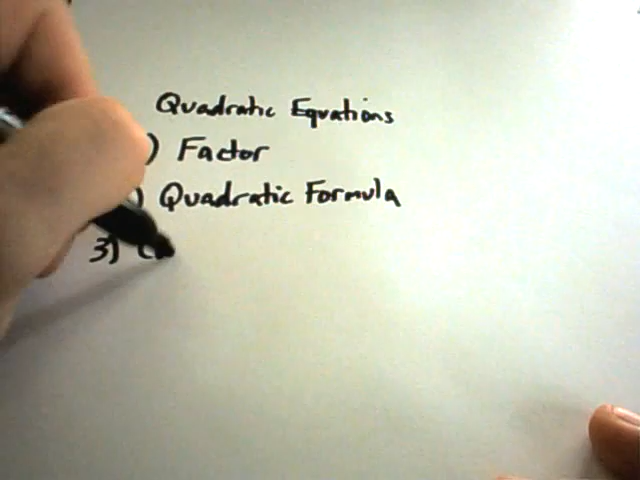 Quadratic Equations
) Factor
) Quadratic Formula
3)